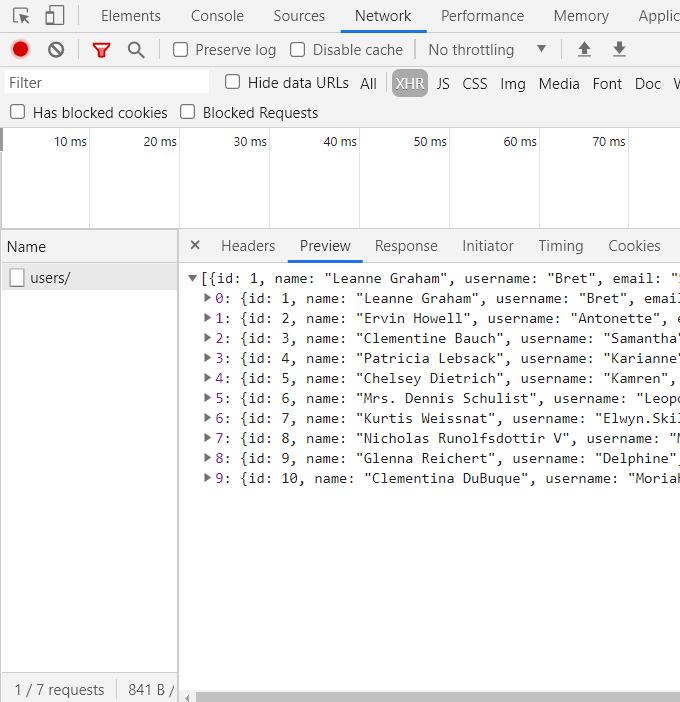 Elements Console Sources Network Performance Memory Applic
Preserve log Disable cache No throttling
Filter Hide data URLs All XHR JS CSS Img Media Font Doc
Has blocked cookies Blocked Requests
10 ms 20 ms 30 ms 40 ms 50 ms 60 ms 70 ms
Name × Headers Preview Response Initiator Timing Cookies
users/
[{id: 1, name: "Leanne Graham", username: "Bret", email: "
0: {id: 1, name: "Leanne Graham", username: "Bret", email
1: {id: 2, name: "Ervin Howell", username: "Antonette", e
2: {id: 3, name: "Clementine Bauch", username: "Samantha"
3: {id: 4, name: "Patricia Lebsack", username: "Karianne"
4: {id: 5, name: "Chelsey Dietrich", username: "Kamren",
5: {id: 6, name: "Mrs. Dennis Schulist", username: "Leopo
6: {id: 7, name: "Kurtis Weissnat", username: "Elwyn.Skil
7: {id: 8, name: "Nicholas Runolfsdottir V", username: "
8: {id: 9, name: "Glenna Reichert", username: "Delphine",
9: {id: 10, name: "Clementina DuBuque", username: "Moria
1 / 7 requests 841 B /